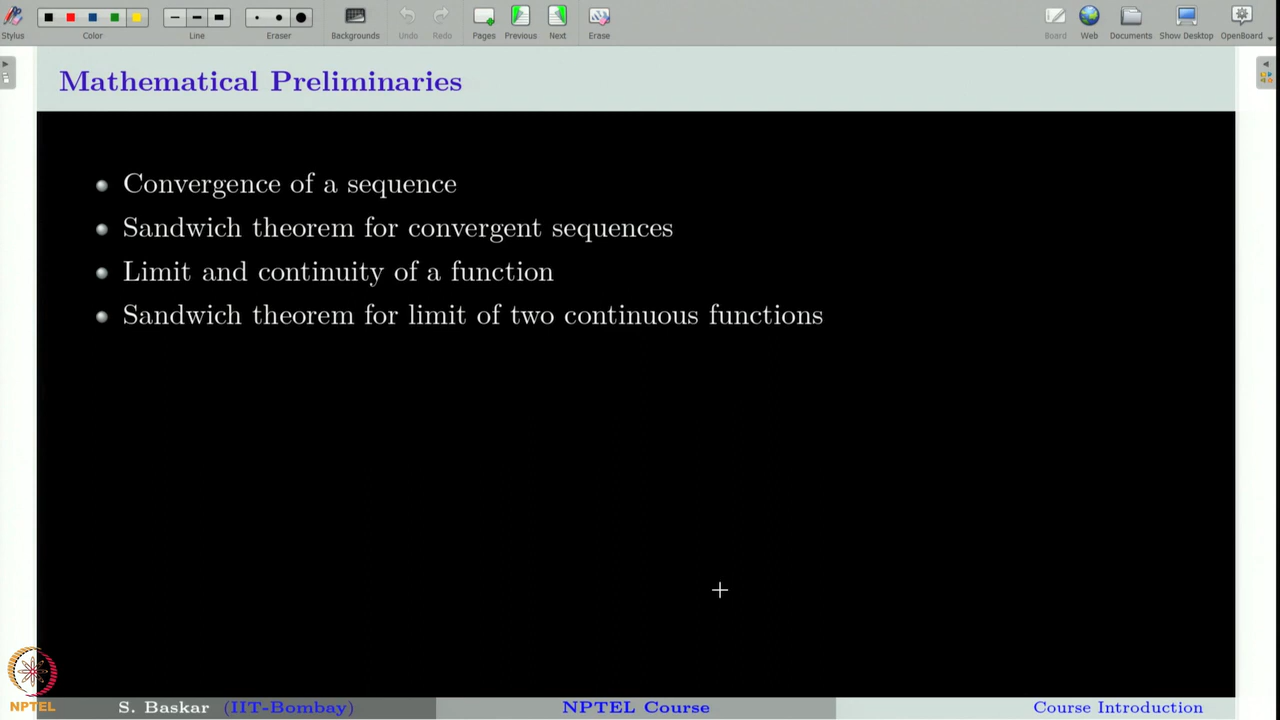 Stylus
Color
Line
Eraser
Backgrounds
Undo
Redo
Pages
Previous
Next
Erase
Board
Web
Documents
Show Desktop
OpenBoard
Mathematical Preliminaries
Convergence of a sequence
Sandwich theorem for convergent sequences
Limit and continuity of a function
Sandwich theorem for limit of two continuous functions
NPTEL
S. Baskar (IIT-Bombay)
NPTEL Course
Course Introduction